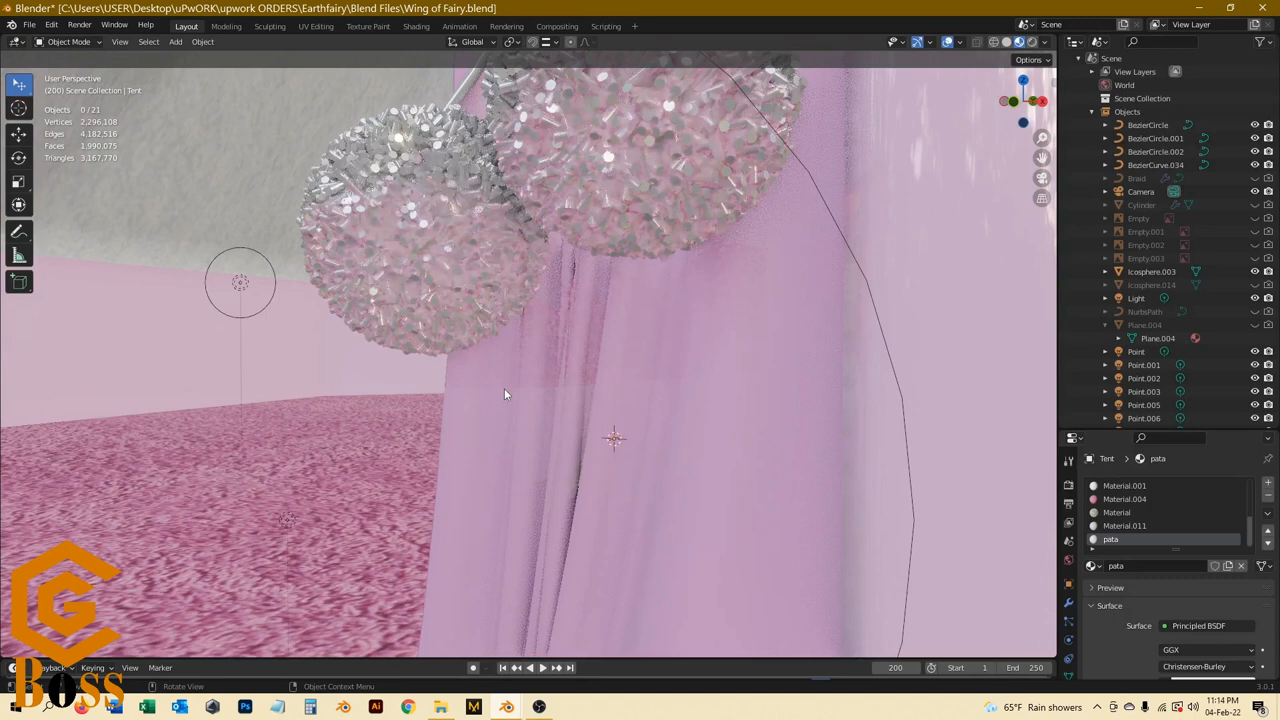 Blender* [C:\Users\USER\Desktop\uPwORK\upwork ORDERS\Earthfairy\Blend Files\Wing of Fairy.blend]
File Edit Render Window Help Layout Modeling Sculpting UV Editing Texture Paint Shading Animation Rendering Compositing Geometry Nodes Scripting Scene View Layer
Object Mode View Select Add Object Global
Options
User Perspective
(200) Scene Collection | Tent
Objects 0/21
Vertices 2,296,108
Edges 4,182,516
Faces 1,990,075
Triangles 3,167,770
Z
X
Scene
View Layers
World
Scene Collection
Objects
BezierCircle
BezierCircle.001
BezierCircle.002
BezierCurve.034
Braid
Camera
Cylinder
Empty
Empty.001
Empty.002
Empty.003
Icosphere.003
Icosphere.014
Light
NurbsPath
Plane.004
Plane.004
Point
Point.001
Point.002
Point.003
Point.005
Point.006
Tent pata
Material.001
Material.004
Material
Material.011
pata
pata
Preview
Surface
Surface Principled BSDF
GGX
Christensen-Burley
Playback Keying View Marker 200 Start 1 End 250
Rotate View Object Context Menu 3.0.1
BOSS
65°F Rain showers 11:14 PM
04-Feb-22